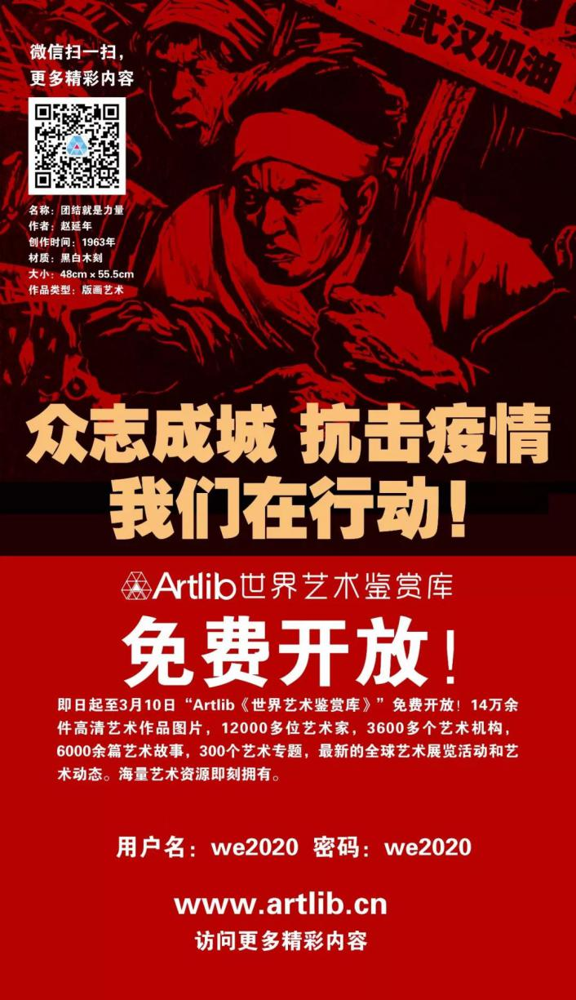 武汉加油
微信扫一扫，
更多精彩内容
名称：团结就是力量
作者：赵延年
创作时间：1963年
材质：黑白木刻
大小：48cm x 55.5cm
作品类型：版画艺术
众志成城 抗击疫情
我们在行动！
Artlib世界艺术鉴赏库
免费开放！
即日起至3月10日“Artlib《世界艺术鉴赏库》”免费开放！14万余
件高清艺术作品图片，12000多位艺术家，3600多个艺术机构，
6000余篇艺术故事，300个艺术专题，最新的全球艺术展览活动和艺
术动态。海量艺术资源即刻拥有。
用户名：we2020 密码：we2020
www.artlib.cn
访问更多精彩内容